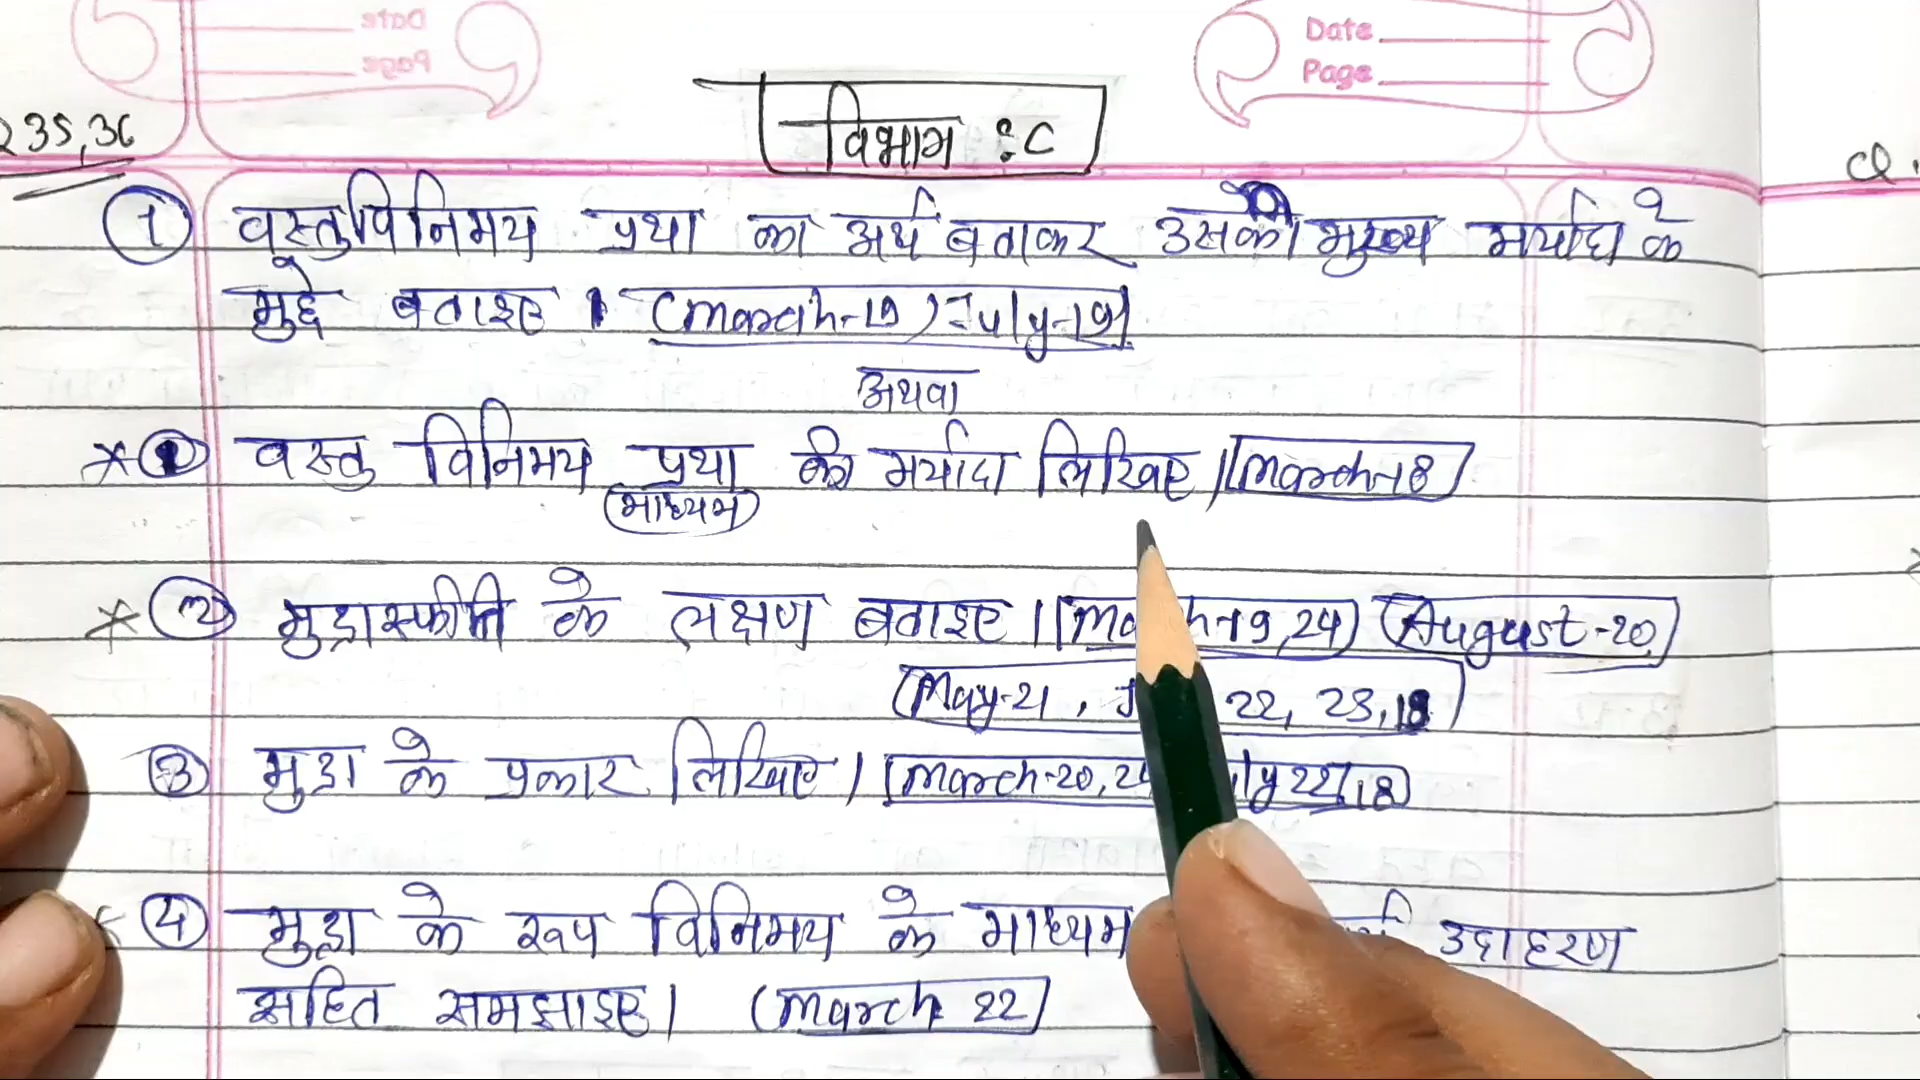 Date
Page
Date
Page
35,36
विभाग : C
Q.
① वस्तुविनिमय प्रथा का अर्थ बताकर उसकी मुख्य मर्यादा के
मुद्दे बताइए । (March-19, July-19)
अथवा
* ① वस्तु विनिमय प्रथा की मर्यादा लिखिए । March-18
(माध्यम)
* ② मुद्रास्फीति के लक्षण बताइए । 19,24) (August-20)
(May-21, 22, 23, 18
③ मुद्रा के प्रकार लिखिए । (March-20, 22, 18)
④ मुद्रा के रूप विनिमय के माध्यम उदाहरण
सहित समझाइए । (March 22)